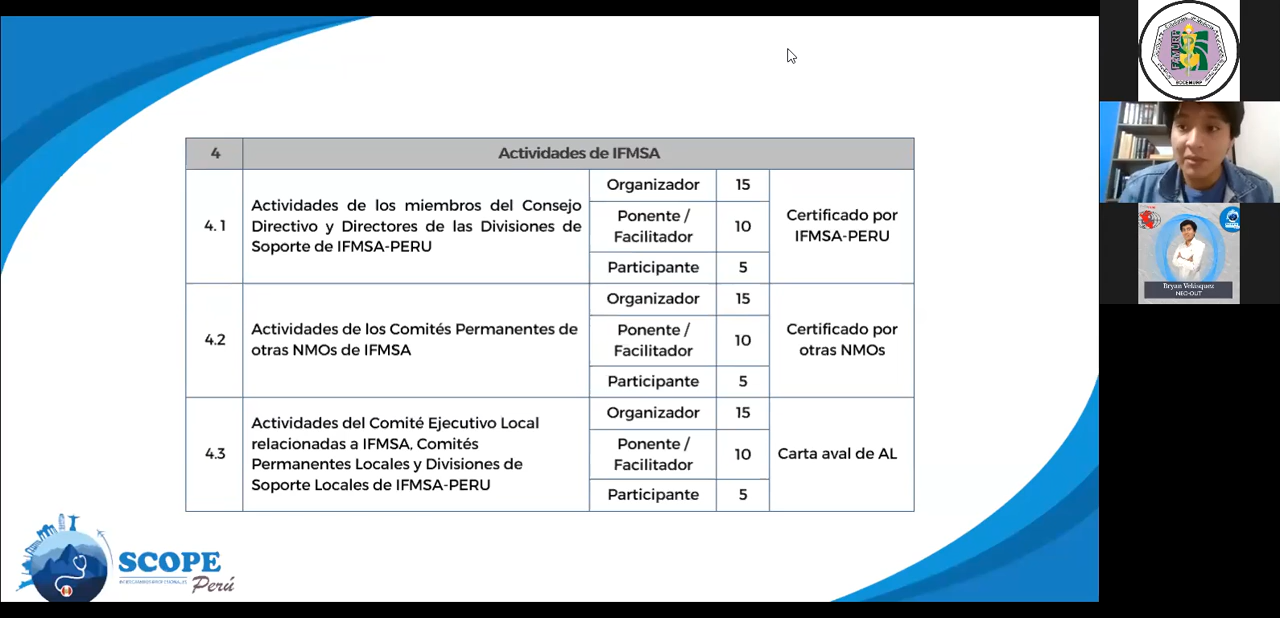 4
Actividades de IFMSA
4.1
Actividades de los miembros del Consejo
Directivo y Directores de las Divisiones de
Soporte de IFMSA-PERU
Organizador
15
Ponente /
Facilitador
10
Participante
5
Certificado por
IFMSA-PERU
4.2
Actividades de los Comités Permanentes de
otras NMOs de IFMSA
Organizador
15
Ponente /
Facilitador
10
Participante
5
Certificado por
otras NMOs
4.3
Actividades del Comité Ejecutivo Local
relacionadas a IFMSA, Comités
Permanentes Locales y Divisiones de
Soporte Locales de IFMSA-PERU
Organizador
15
Ponente /
Facilitador
10
Participante
5
Carta aval de AL
SCOPE
Perú
FAMURP
SOCEMURP
Bryan Velásquez
NEO-OUT